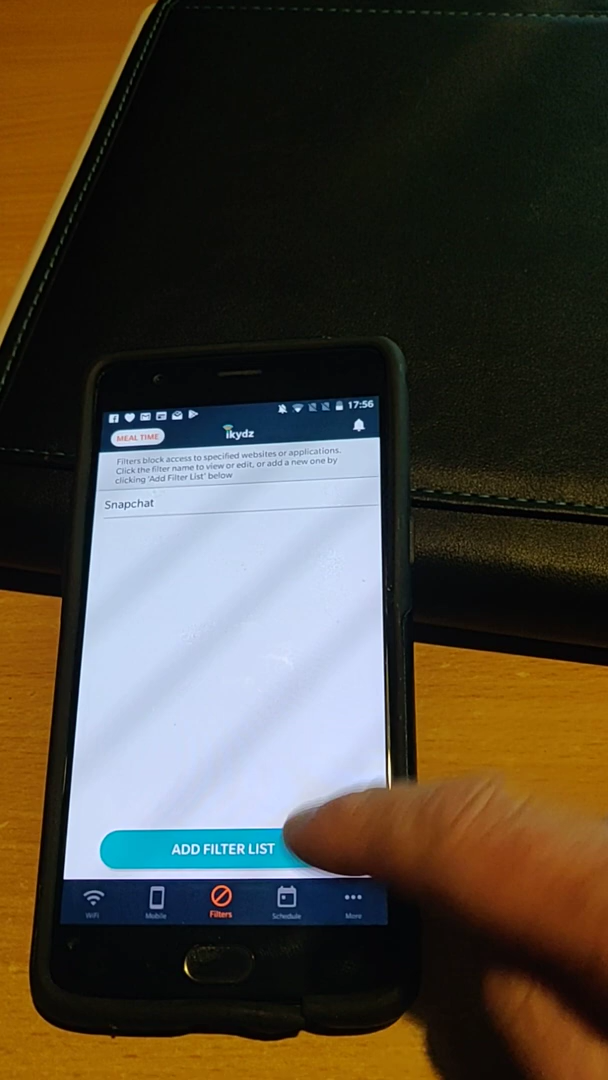 17:56
MEAL TIME
ikydz
Filters block access to specified websites or applications.
Click the filter name to view or edit, or add a new one by
clicking 'Add Filter List' below
Snapchat
ADD FILTER LIST
WiFi
Mobile
Filters
Schedule
More